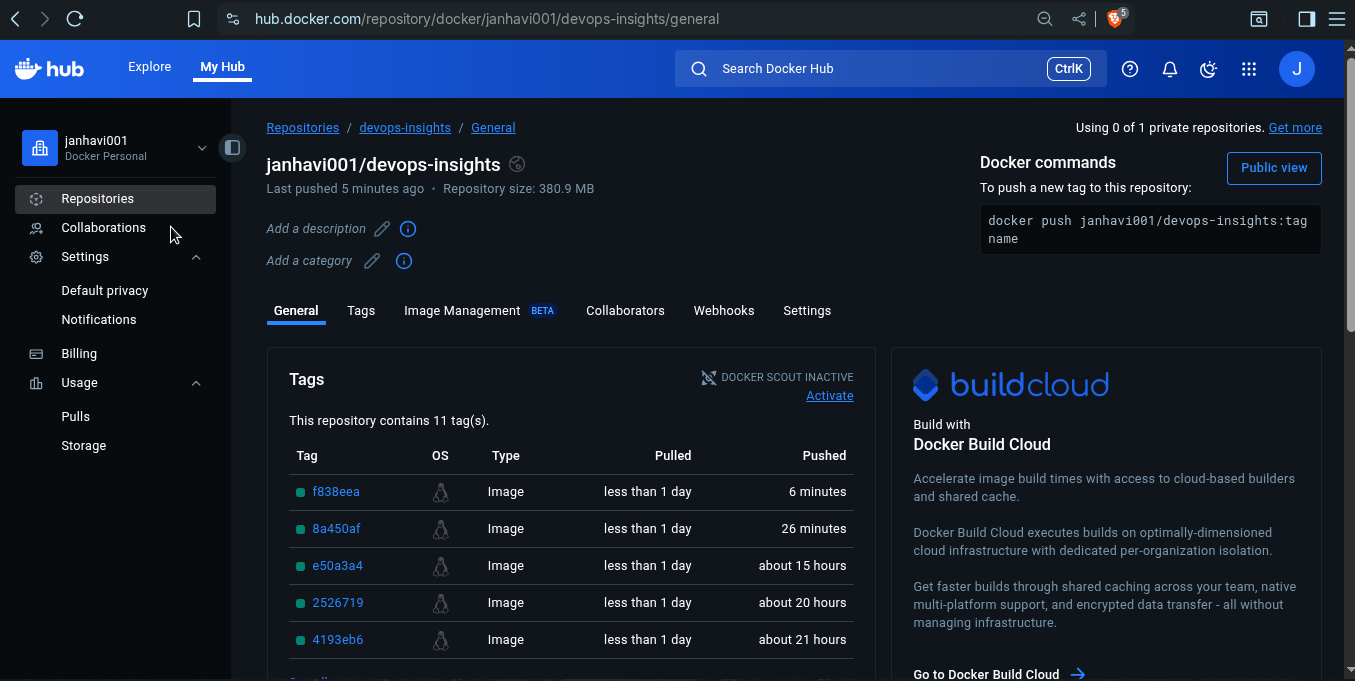 hub.docker.com/repository/docker/janhavi001/devops-insights/general
5
hub
Explore
My Hub
Search Docker Hub
CtrlK
J
janhavi001
Docker Personal
Repositories
Collaborations
Settings
Default privacy
Notifications
Billing
Usage
Pulls
Storage
Repositories / devops-insights / General
Using 0 of 1 private repositories. Get more
janhavi001/devops-insights
Last pushed 5 minutes ago • Repository size: 380.9 MB
Add a description
Add a category
Docker commands
Public view
To push a new tag to this repository:
docker push janhavi001/devops-insights:tag
name
General Tags Image Management BETA Collaborators Webhooks Settings
Tags
DOCKER SCOUT INACTIVE
Activate
This repository contains 11 tag(s).
Tag OS Type Pulled Pushed
f838eea Image less than 1 day 6 minutes
8a450af Image less than 1 day 26 minutes
e50a3a4 Image less than 1 day about 15 hours
2526719 Image less than 1 day about 20 hours
4193eb6 Image less than 1 day about 21 hours
buildcloud
Build with
Docker Build Cloud
Accelerate image build times with access to cloud-based builders
and shared cache.
Docker Build Cloud executes builds on optimally-dimensioned
cloud infrastructure with dedicated per-organization isolation.
Get faster builds through shared caching across your team, native
multi-platform support, and encrypted data transfer - all without
managing infrastructure.
Go to Docker Build Cloud